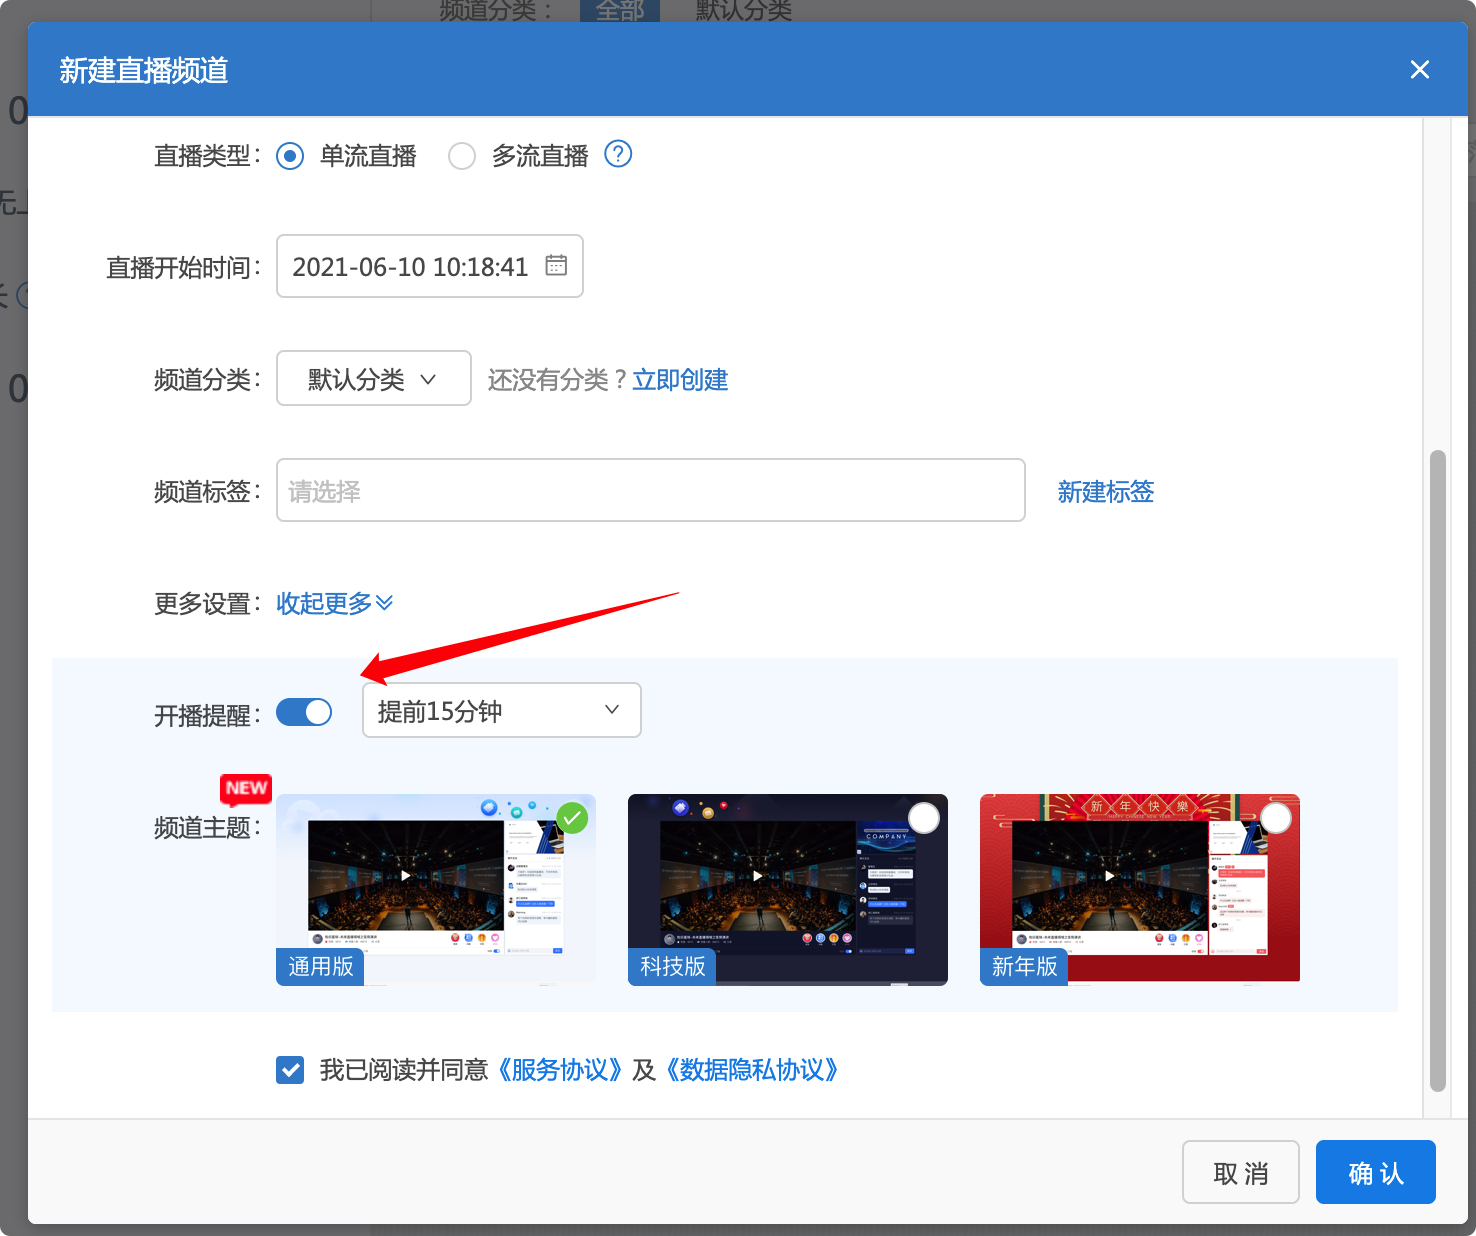 频道分类：
全部
默认分类
新建直播频道
直播类型：
单流直播
多流直播
直播开始时间：
2021-06-10 10:18:41
频道分类：
默认分类
还没有分类？立即创建
频道标签：
请选择
新建标签
更多设置：
收起更多
开播提醒：
提前15分钟
NEW
频道主题：
通用版
COMPANY
科技版
新年快樂
HAPPY CHINESE NEW YEAR
新年版
我已阅读并同意《服务协议》及《数据隐私协议》
取 消
确 认